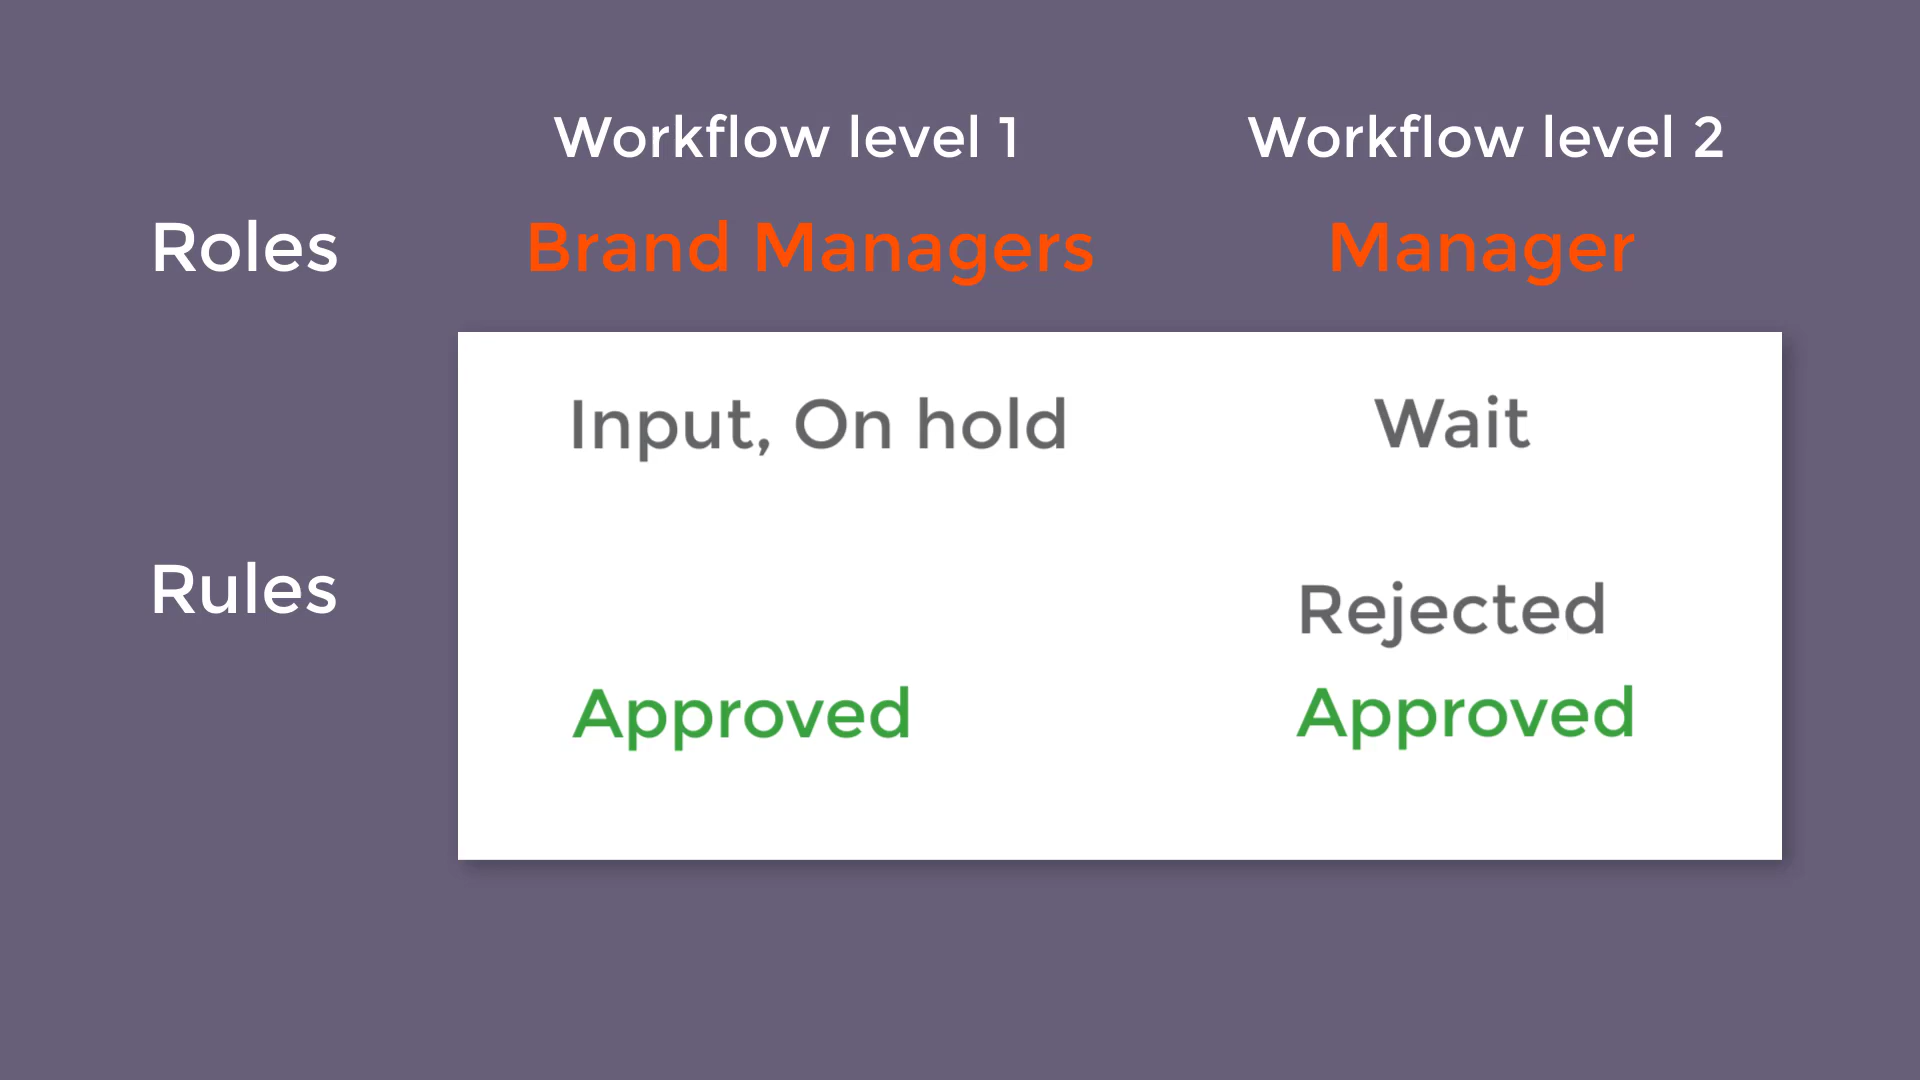 Workflow level 1 Workflow level 2
Roles Brand Managers Manager
Input, On hold Wait
Rules
Rejected
Approved Approved